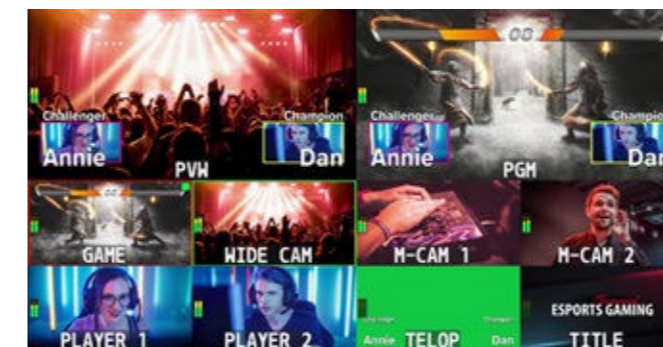 08
Challenger
Champion
Annie
Dan
PVW
Challenger
Champio
Annie
Dan
PGM
08
GAME
WIDE CAM
M-CAM 1
M-CAM 2
PLAYER 1
PLAYER 2
Annie
TELOP
Dan
ESPORTS GAMING
TITLE